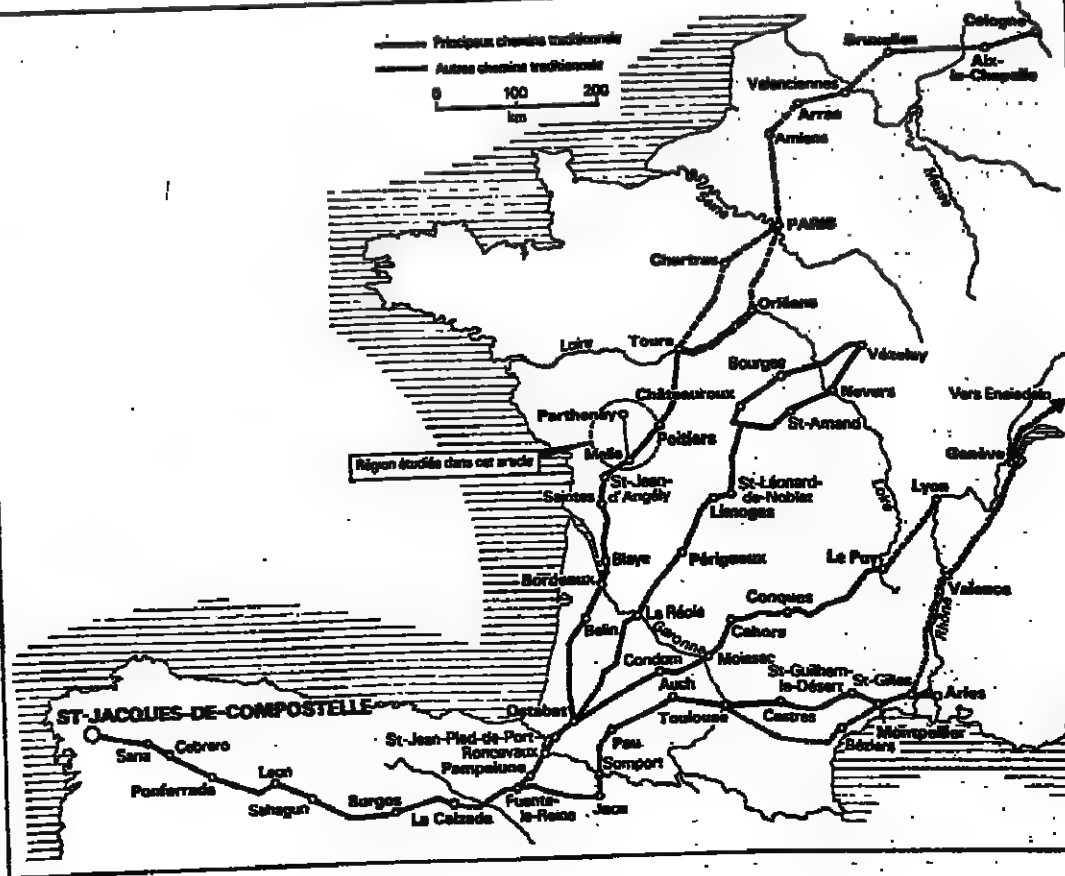 Principaux chemins traditionnels
Autres chemins traditionnels
0 100 200
km
Cologne
Bruxelles
Aix-
la-Chapelle
Valenciennes
Arras
Amiens
Meuse
Seine
PARIS
Chartres
Orléans
Loire
Tours
Bourges
Vézelay
Châteauroux
Nevers
Vers Einsiedeln
Parthenay
St-Amand
Poitiers
Genève
Melle
Région étudiée dans cet article
St-Jean-
d'Angély
Saintes
St-Léonard-
de-Noblat
Limoges
Loire
Lyon
Blaye
Périgueux
Le Puy
Bordeaux
Valence
Conques
Rhône
La Réole
Belin
Cahors
Garonne
Condom
Moissac
St-Guilhem-
le-Désert
St-Gilles
Auch
Arles
ST-JACQUES-DE-COMPOSTELLE
Ostabat
Toulouse
Castres
Montpellier
St-Jean-Pied-de-Port
Roncevaux
Pau
Béziers
Pampelune
Somport
Cebrero
Leon
Ponferrada
Sahagun
Burgos
La Calzada
Puente-
la-Reina
Jaca